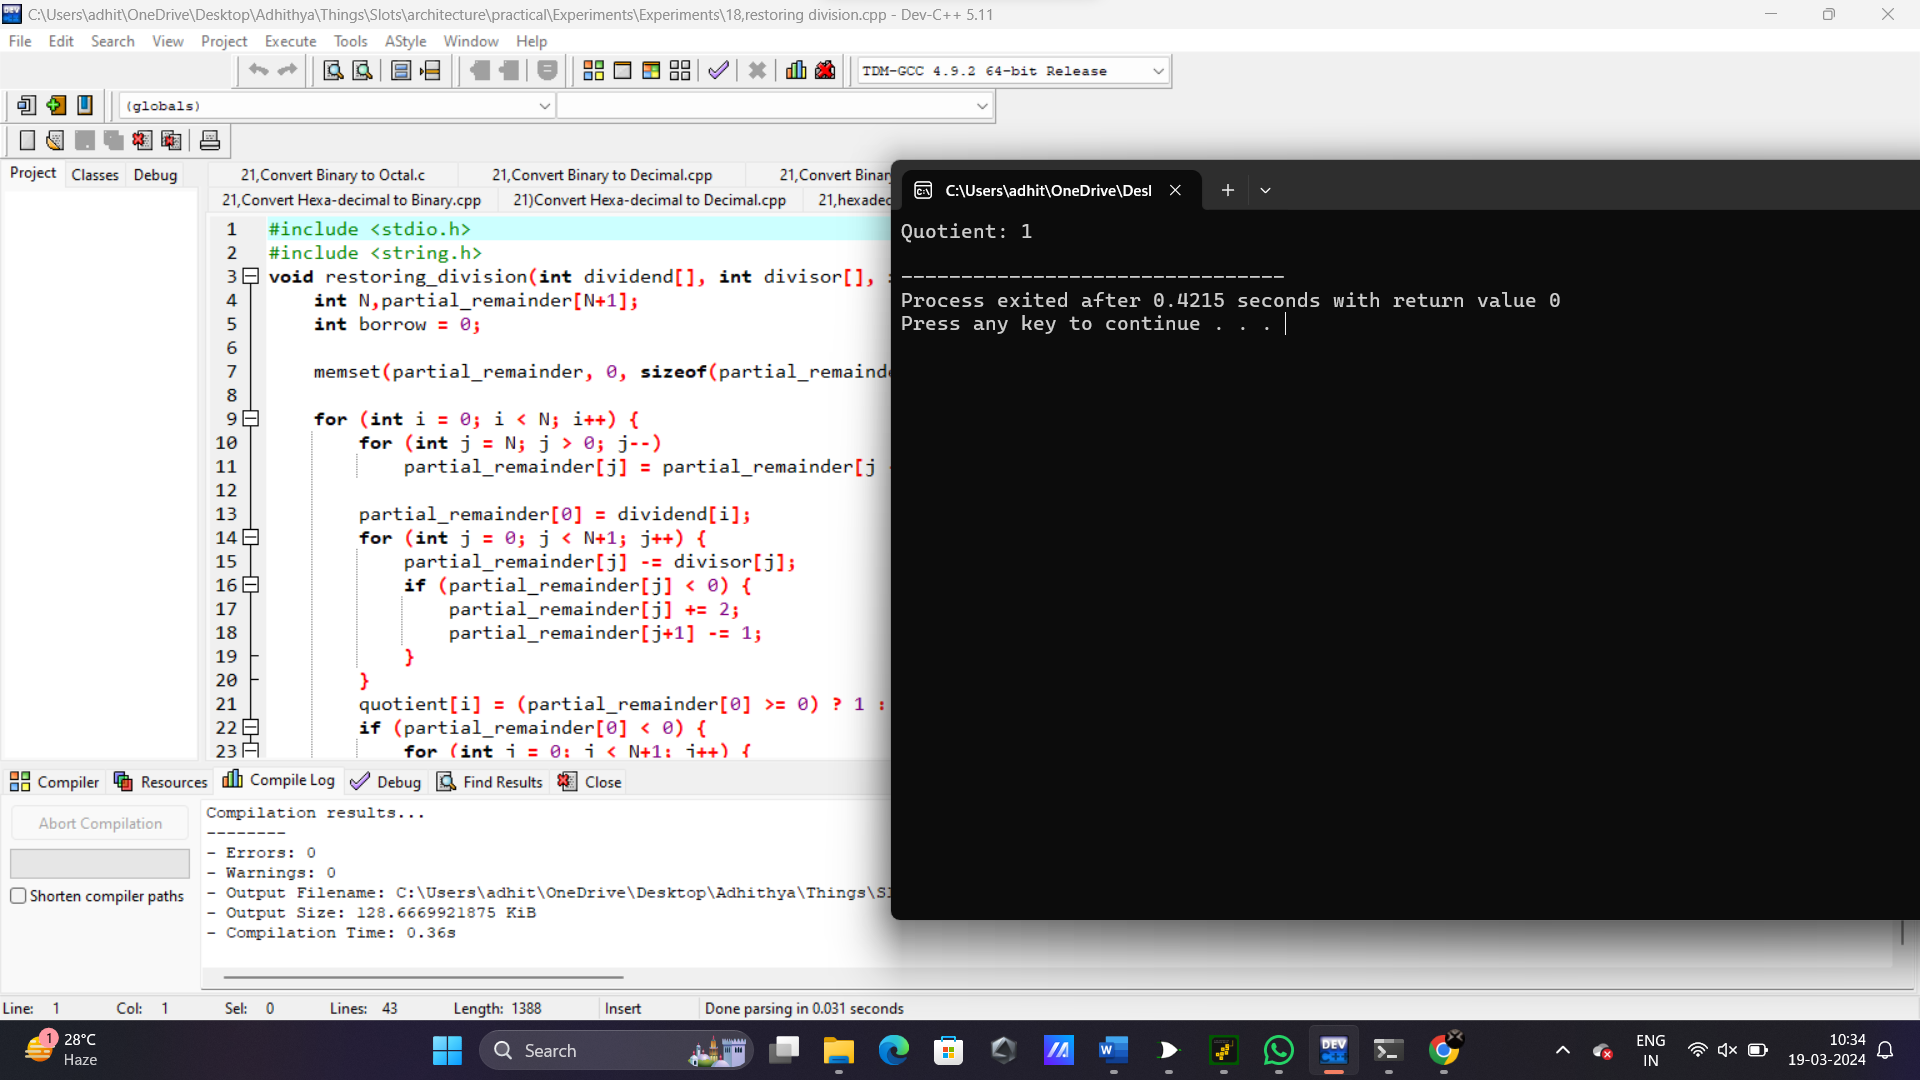 C:\Users\adhit\OneDrive\Desktop\Adhithya\Things\Slots\architecture\practical\Experiments\Experiments\18,restoring division.cpp - Dev-C++ 5.11
File Edit Search View Project Execute Tools AStyle Window Help
TDM-GCC 4.9.2 64-bit Release
(globals)
Project Classes Debug
21,Convert Binary to Octal.c 21,Convert Binary to Decimal.cpp 21,Convert Binar
21,Convert Hexa-decimal to Binary.cpp 21)Convert Hexa-decimal to Decimal.cpp 21,hexadec
1 #include <stdio.h>
2 #include <string.h>
3 void restoring_division(int dividend[], int divisor[],
4 int N,partial_remainder[N+1];
5 int borrow = 0;
6
7 memset(partial_remainder, 0, sizeof(partial_remainde
8
9 for (int i = 0; i < N; i++) {
10 for (int j = N; j > 0; j--)
11 partial_remainder[j] = partial_remainder[j
12
13 partial_remainder[0] = dividend[i];
14 for (int j = 0; j < N+1; j++) {
15 partial_remainder[j] -= divisor[j];
16 if (partial_remainder[j] < 0) {
17 partial_remainder[j] += 2;
18 partial_remainder[j+1] -= 1;
19 }
20 }
21 quotient[i] = (partial_remainder[0] >= 0) ? 1 :
22 if (partial_remainder[0] < 0) {
23 for (int j = 0; j < N+1; j++) {
C:\Users\adhit\OneDrive\Desl
Quotient: 1
--------------------------------
Process exited after 0.4215 seconds with return value 0
Press any key to continue . . .
Compiler Resources Compile Log Debug Find Results Close
Abort Compilation
Shorten compiler paths
Compilation results...
--------
- Errors: 0
- Warnings: 0
- Output Filename: C:\Users\adhit\OneDrive\Desktop\Adhithya\Things\Sl
- Output Size: 128.6669921875 KiB
- Compilation Time: 0.36s
Line: 1 Col: 1 Sel: 0 Lines: 43 Length: 1388 Insert Done parsing in 0.031 seconds
1
28°C
Haze
Search
DEV
ENG
IN
10:34
19-03-2024